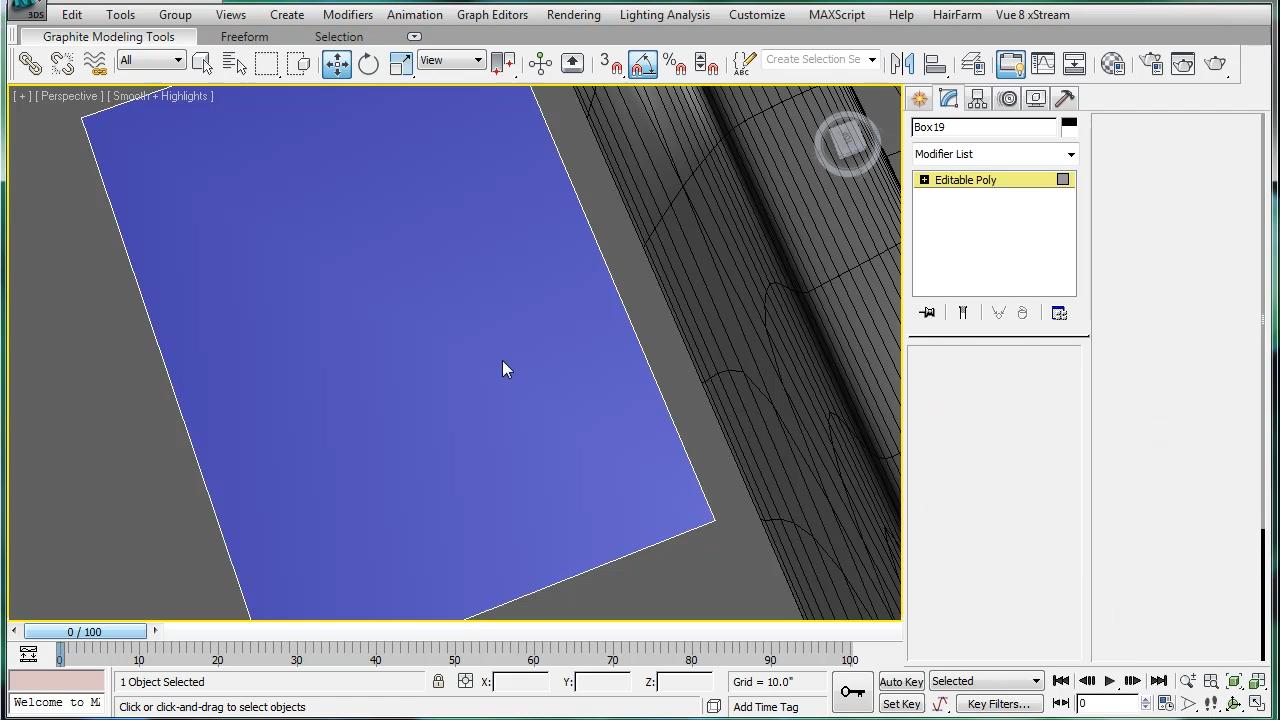 3DS Edit Tools Group Views Create Modifiers Animation Graph Editors Rendering Lighting Analysis Customize MAXScript Help HairFarm Vue 8 xStream
Graphite Modeling Tools Freeform Selection
All View 3 % ABC Create Selection Se
[ + ] [ Perspective ] [ Smooth + Highlights ]
Box19
Modifier List
Editable Poly
0 / 100
0 10 20 30 40 50 60 70 80 90 100
1 Object Selected X: Y: Z: Grid = 10.0" Auto Key Selected
Welcome to M Click or click-and-drag to select objects Add Time Tag Set Key Key Filters... 0